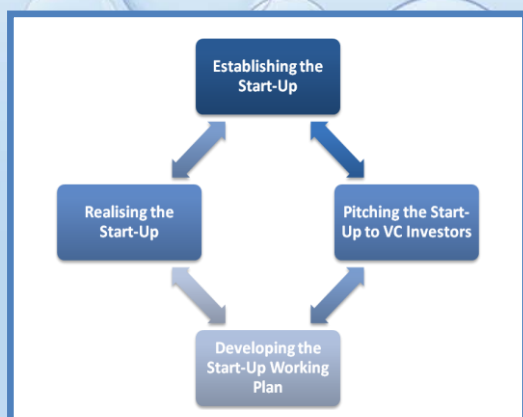 Establishing the
Start-Up
Realising the
Start-Up
Pitching the Start-
Up to VC Investors
Developing the
Start-Up Working
Plan